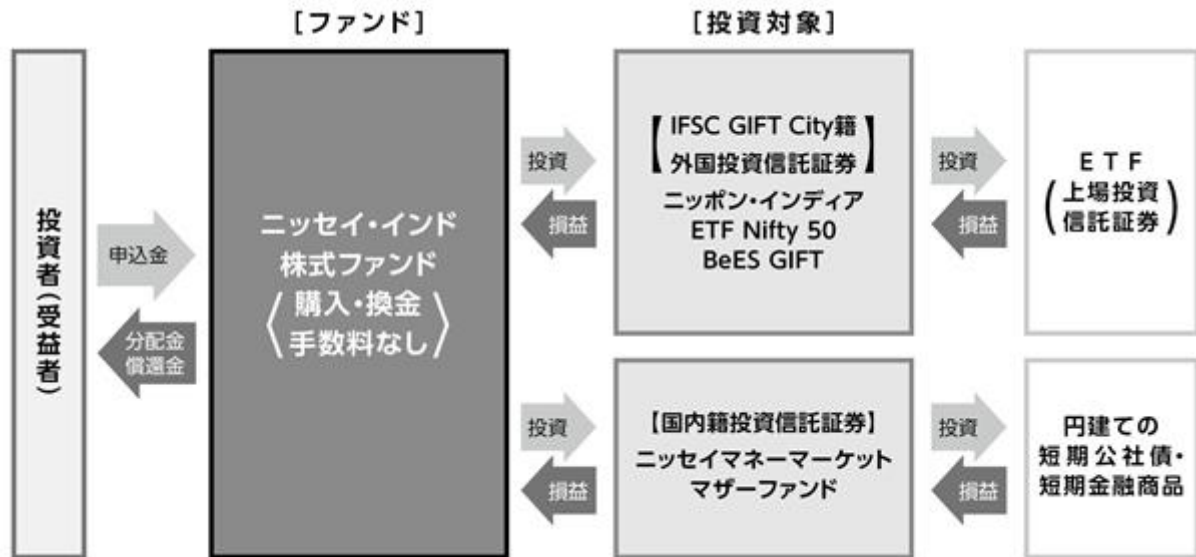 [ファンド]
[投資対象]
投資者(受益者)
申込金
分配金
償還金
ニッセイ・インド
株式ファンド
〈購入・換金
手数料なし〉
投資
損益
【IFSC GIFT City籍
外国投資信託証券】
ニッポン・インディア
ETF Nifty 50
BeES GIFT
投資
損益
ETF
(上場投資
信託証券)
投資
損益
【国内籍投資信託証券】
ニッセイマネーマーケット
マザーファンド
投資
損益
円建ての
短期公社債・
短期金融商品